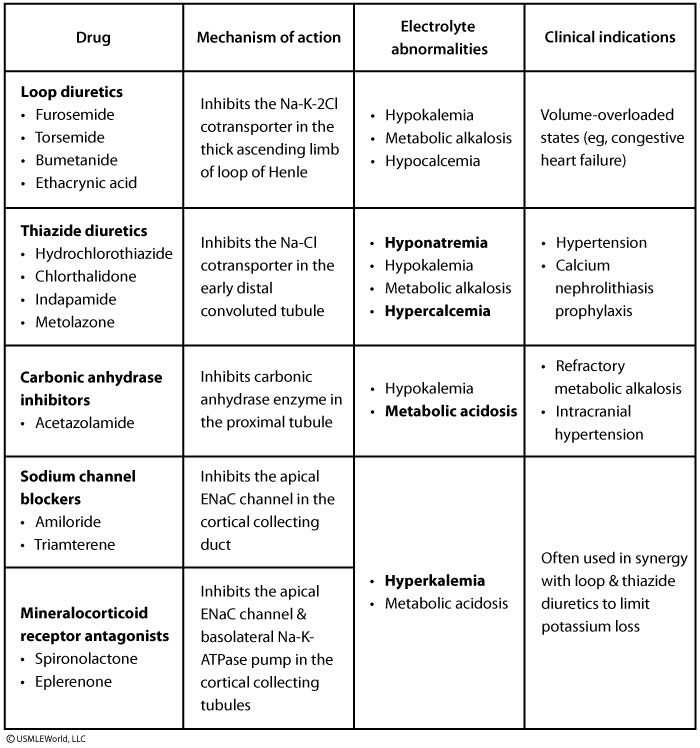 Drug
Mechanism of action
Electrolyte
abnormalities
Clinical indications
Loop diuretics
• Furosemide
• Torsemide
• Bumetanide
• Ethacrynic acid
Inhibits the Na-K-2Cl
cotransporter in the
thick ascending limb
of loop of Henle
• Hypokalemia
• Metabolic alkalosis
• Hypocalcemia
Volume-overloaded
states (eg, congestive
heart failure)
Thiazide diuretics
• Hydrochlorothiazide
• Chlorthalidone
• Indapamide
• Metolazone
Inhibits the Na-Cl
cotransporter in the
early distal
convoluted tubule
• Hyponatremia
• Hypokalemia
• Metabolic alkalosis
• Hypercalcemia
• Hypertension
• Calcium
nephrolithiasis
prophylaxis
Carbonic anhydrase
inhibitors
• Acetazolamide
Inhibits carbonic
anhydrase enzyme in
the proximal tubule
• Hypokalemia
• Metabolic acidosis
• Refractory
metabolic alkalosis
• Intracranial
hypertension
Sodium channel
blockers
• Amiloride
• Triamterene
Inhibits the apical
ENaC channel in the
cortical collecting
duct
Mineralocorticoid
receptor antagonists
• Spironolactone
• Eplerenone
Inhibits the apical
ENaC channel &
basolateral Na-K-
ATPase pump in the
cortical collecting
tubules
• Hyperkalemia
• Metabolic acidosis
Often used in synergy
with loop & thiazide
diuretics to limit
potassium loss
© USMLEWorld, LLC